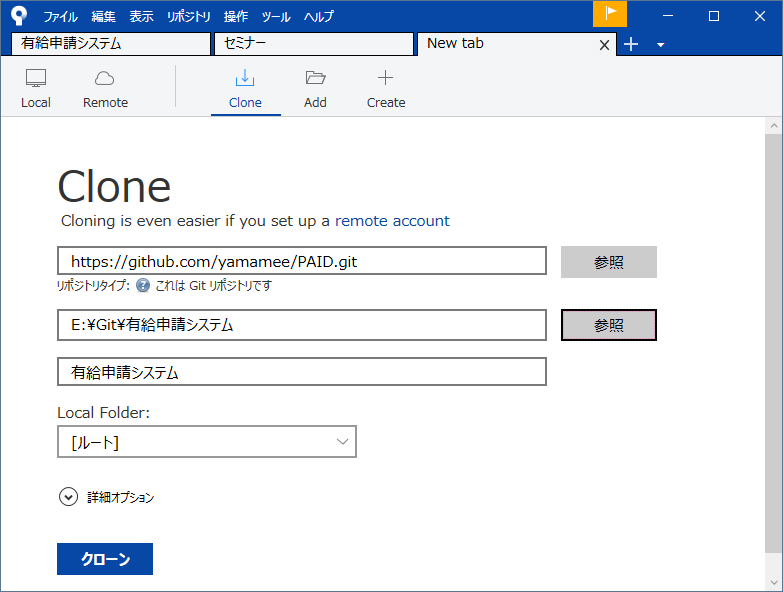 ファイル 編集 表示 リポジトリ 操作 ツール ヘルプ
有給申請システム セミナー New tab
Local Remote Clone Add Create
Clone
Cloning is even easier if you set up a remote account
https://github.com/yamamee/PAID.git 参照
リポジトリタイプ: ? これは Git リポジトリです
E:¥Git¥有給申請システム 参照
有給申請システム
Local Folder:
[ルート]
詳細オプション
クローン